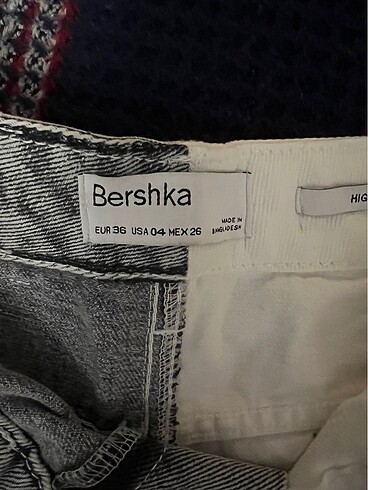 Bershka
EUR 36 USA 04 MEX 26
MADE IN
BANGLADESH
HIG